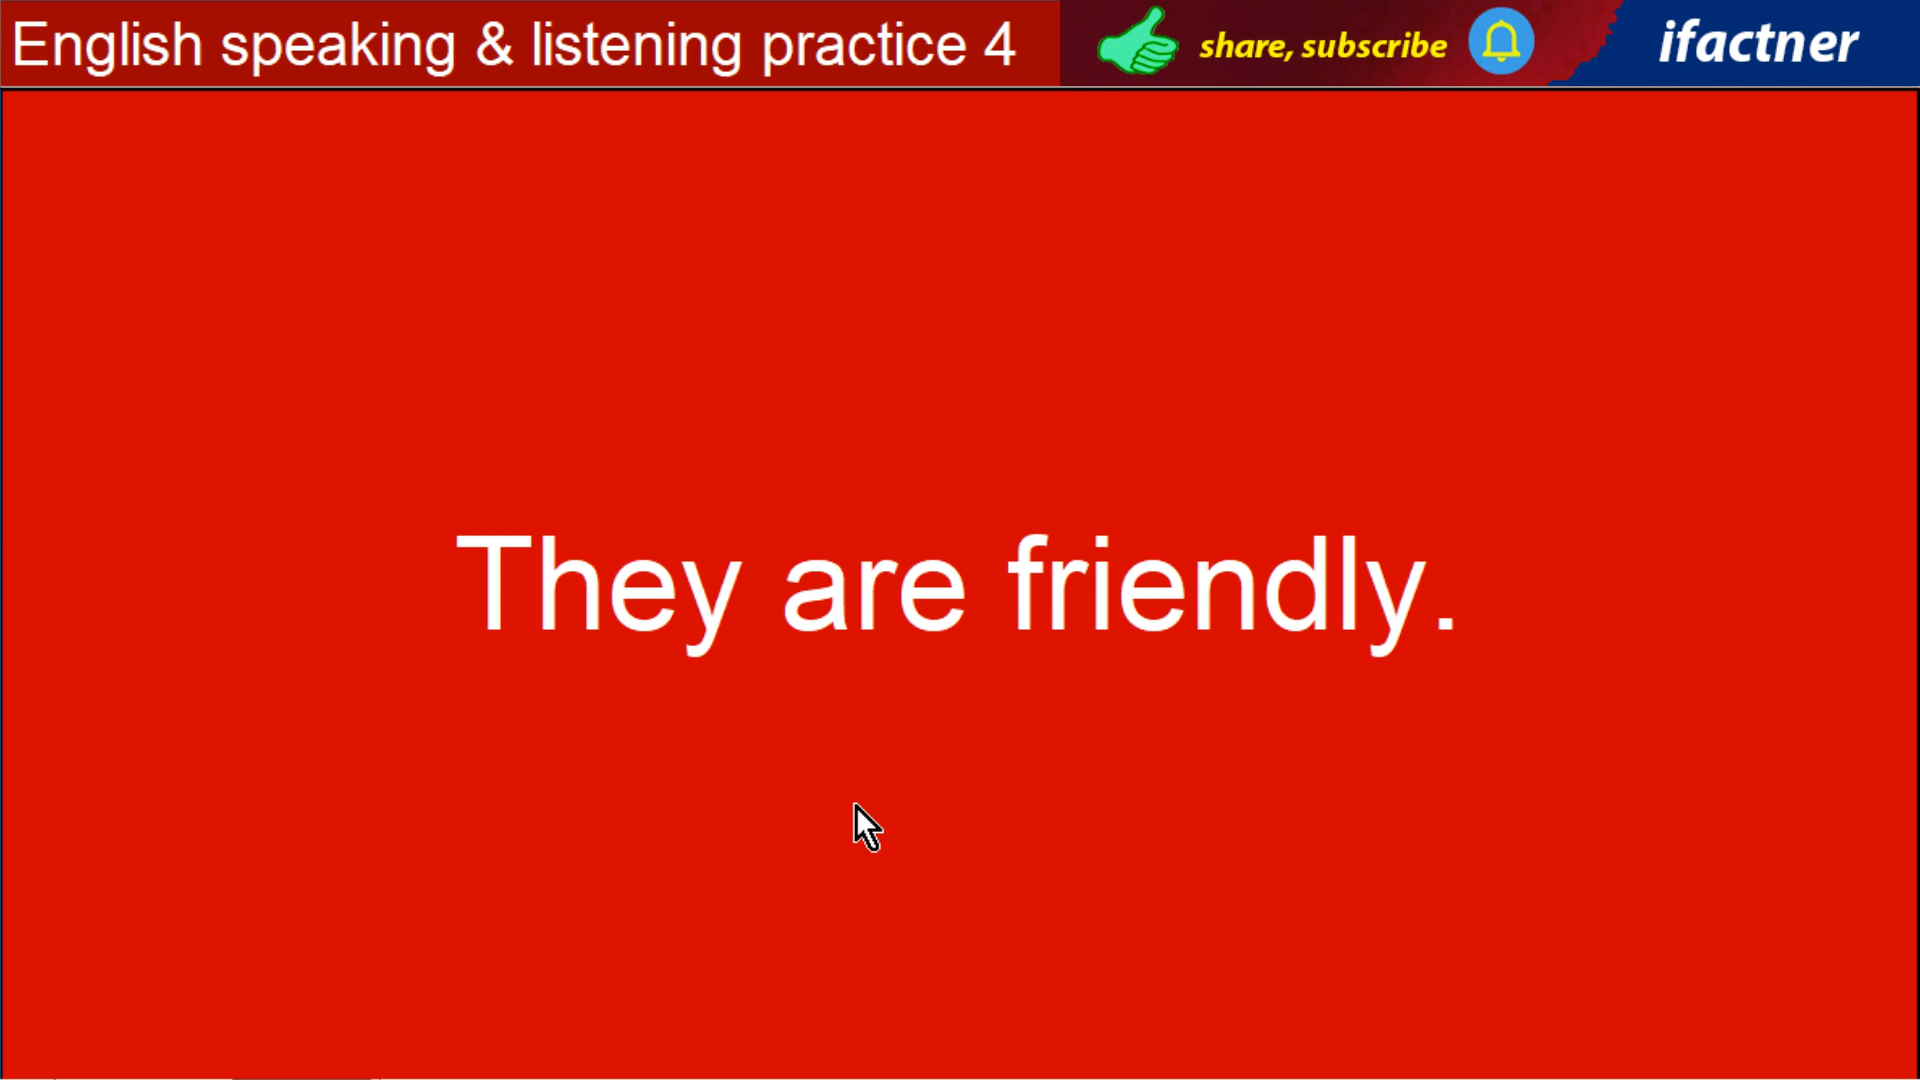 English speaking & listening practice 4
share, subscribe
ifactner
They are friendly.